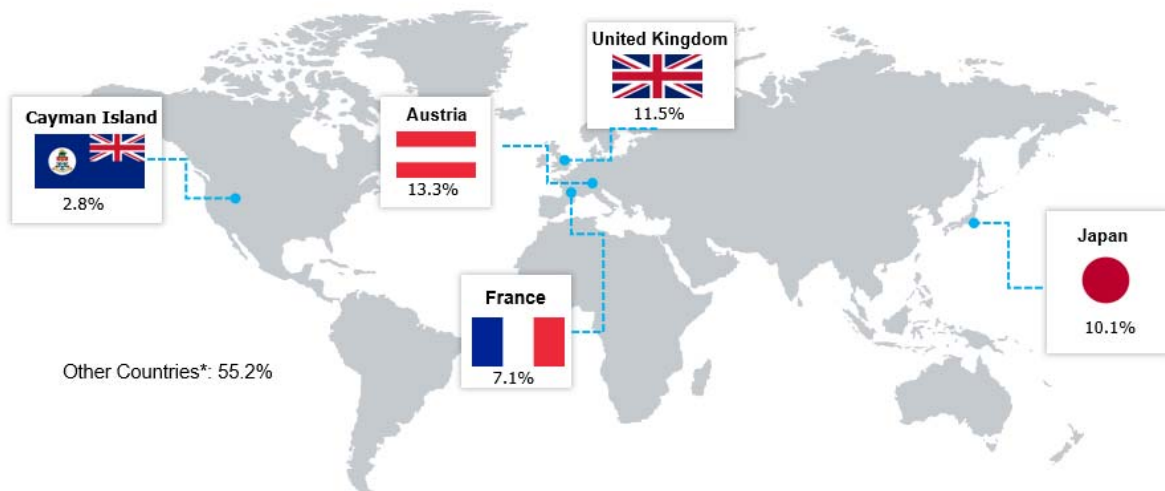 United Kingdom
11.5%
Cayman Island
2.8%
Austria
13.3%
Japan
10.1%
France
7.1%
Other Countries*: 55.2%